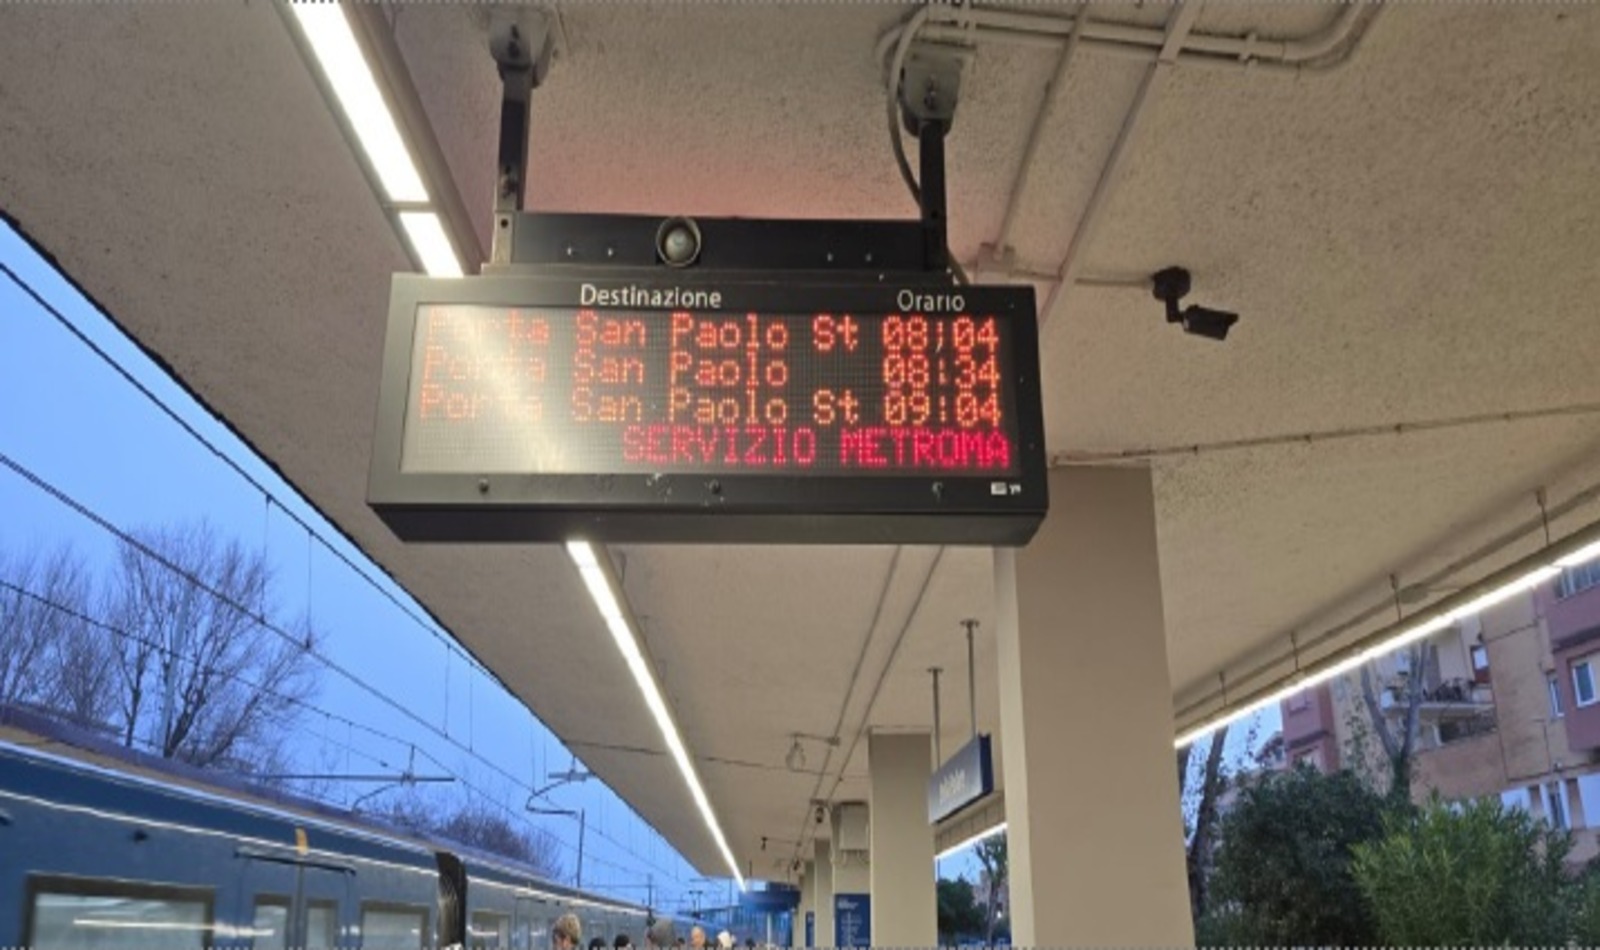 Destinazione Orario
Porta San Paolo St 08:04
Porta San Paolo 08:34
Porta San Paolo St 09:04
SERVIZIO METROMA